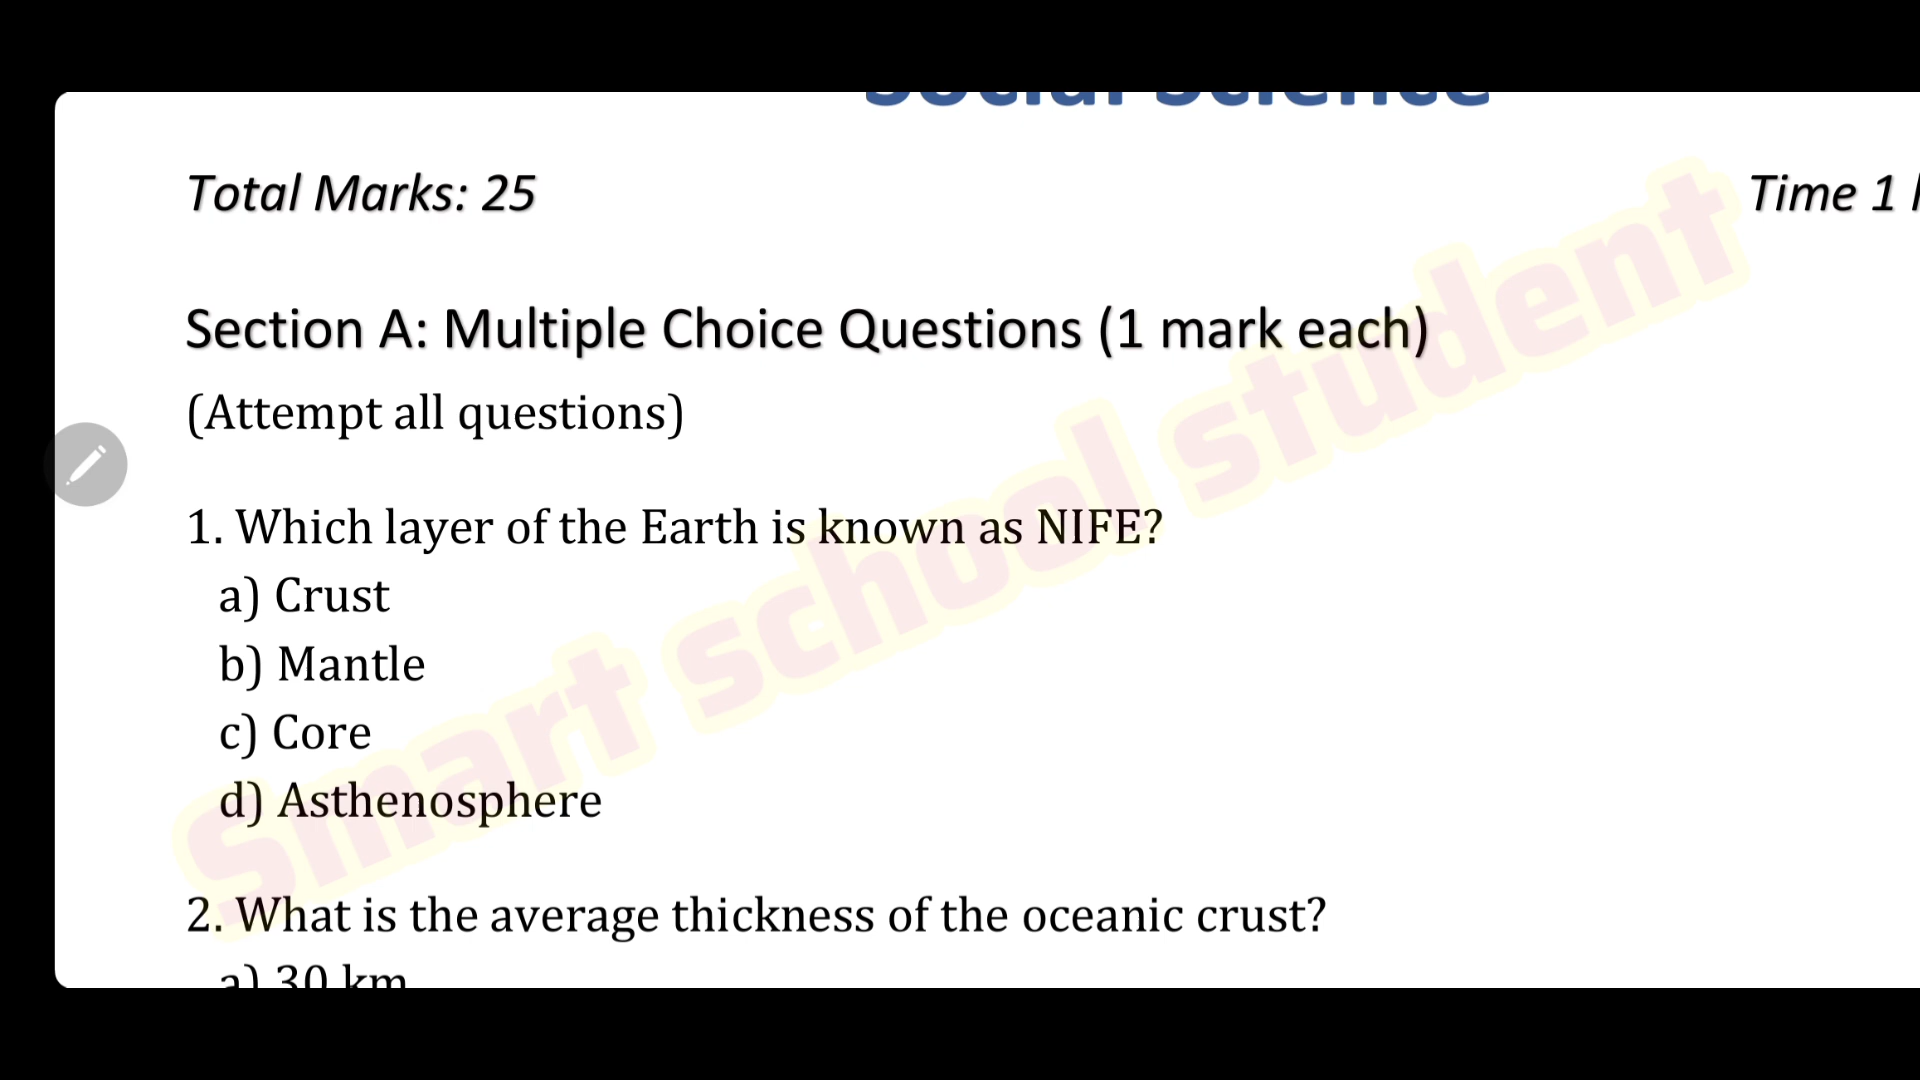 Social Science
Total Marks: 25
Time 1
Section A: Multiple Choice Questions (1 mark each)
(Attempt all questions)
1. Which layer of the Earth is known as NIFE?
a) Crust
b) Mantle
c) Core
d) Asthenosphere
2. What is the average thickness of the oceanic crust?
a) 30 km
Smart school student